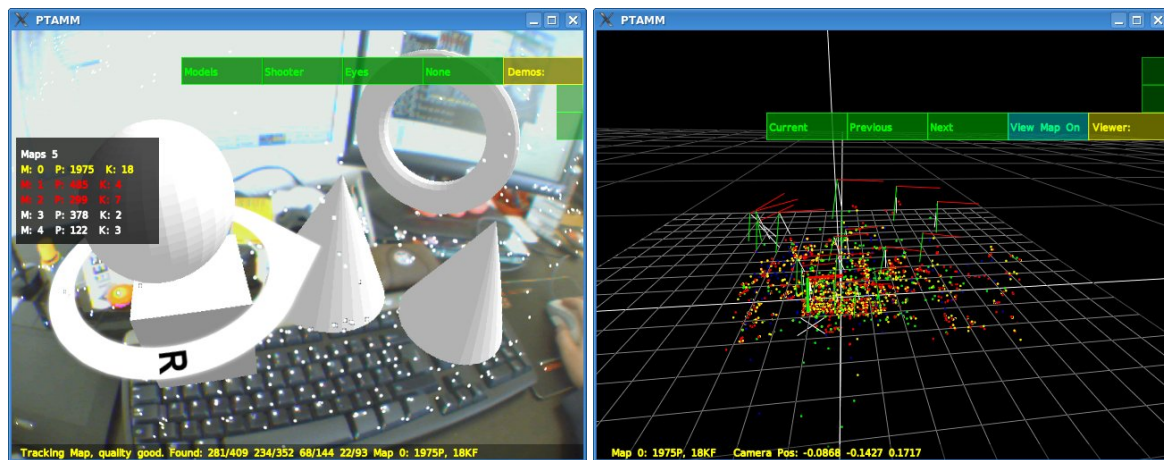 PTAMM
Models Shooter Eyes None Demos:
Maps 5
M: 0 P: 1975 K: 18
M: 1 P: 485 K: 4
M: 2 P: 269 K: 7
M: 3 P: 378 K: 2
M: 4 P: 122 K: 3
R
Tracking Map, quality good. Found: 281/409 234/352 68/144 22/93 Map 0: 1975P, 18KF
PTAMM
Current Previous Next View Map On Viewer:
Map 0: 1975P, 18KF Camera Pos: -0.0868 -0.1427 0.1717